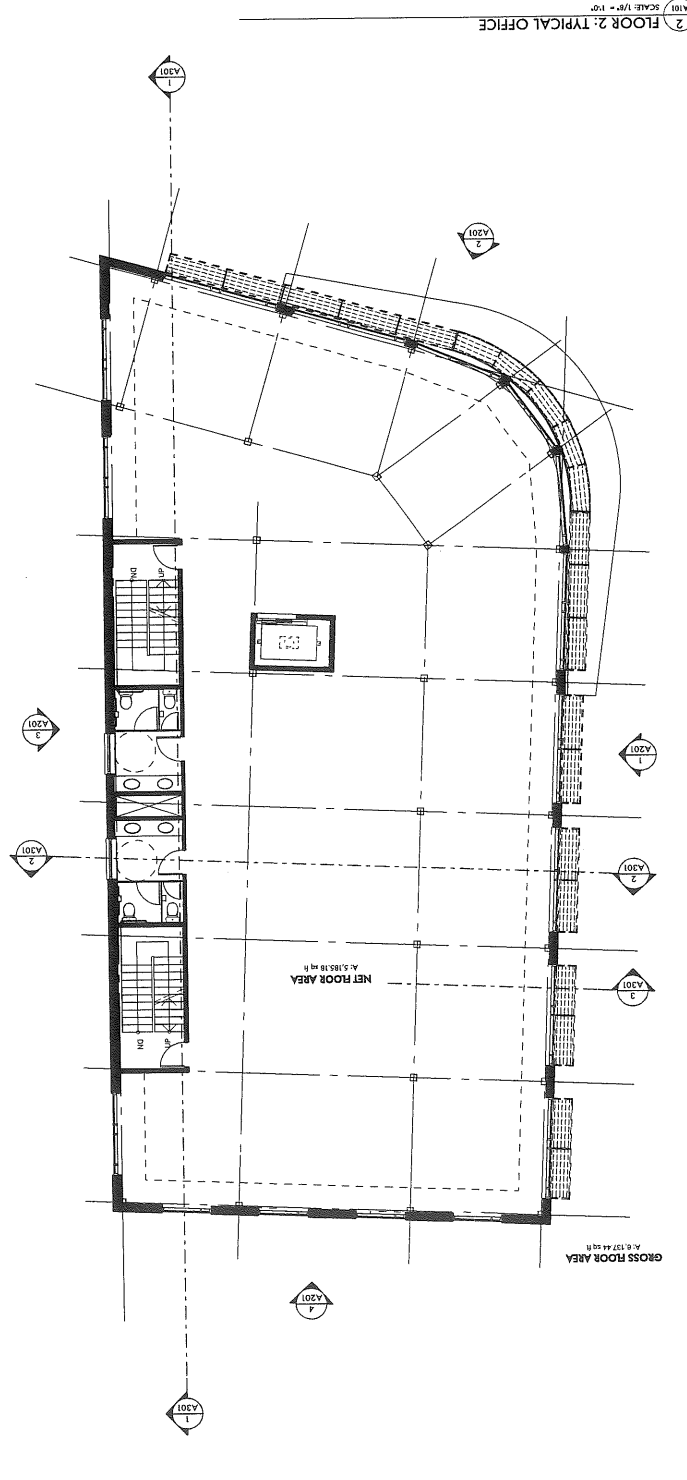 GROSS FLOOR AREA
A: 6,137.44 sq ft
1
A301
4
A201
3
A301
NET FLOOR AREA
A: 5,185.16 sq ft
UP
DN
2
A301
2
A301
1
A201
3
A201
UP
DN
2
A201
1
A301
2
A101
FLOOR 2: TYPICAL OFFICE
SCALE: 1/8" = 1'0"